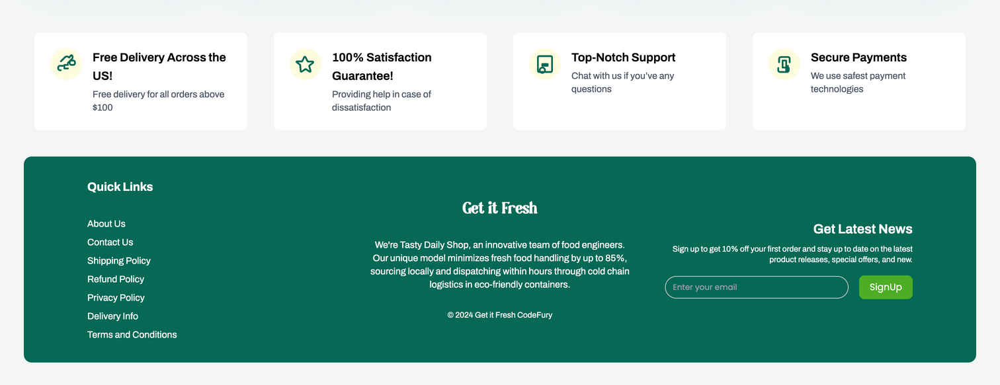 Free Delivery Across the
US!
Free delivery for all orders above
$100
100% Satisfaction
Guarantee!
Providing help in case of
dissatisfaction
Top-Notch Support
Chat with us if you’ve any
questions
Secure Payments
We use safest payment
technologies
Quick Links
About Us
Contact Us
Shipping Policy
Refund Policy
Privacy Policy
Delivery Info
Terms and Conditions
Get it Fresh
We're Tasty Daily Shop, an innovative team of food engineers.
Our unique model minimizes fresh food handling by up to 85%,
sourcing locally and dispatching within hours through cold chain
logistics in eco-friendly containers.
© 2024 Get it Fresh CodeFury
Get Latest News
Sign up to get 10% off your first order and stay up to date on the latest
product releases, special offers, and new.
Enter your email
SignUp